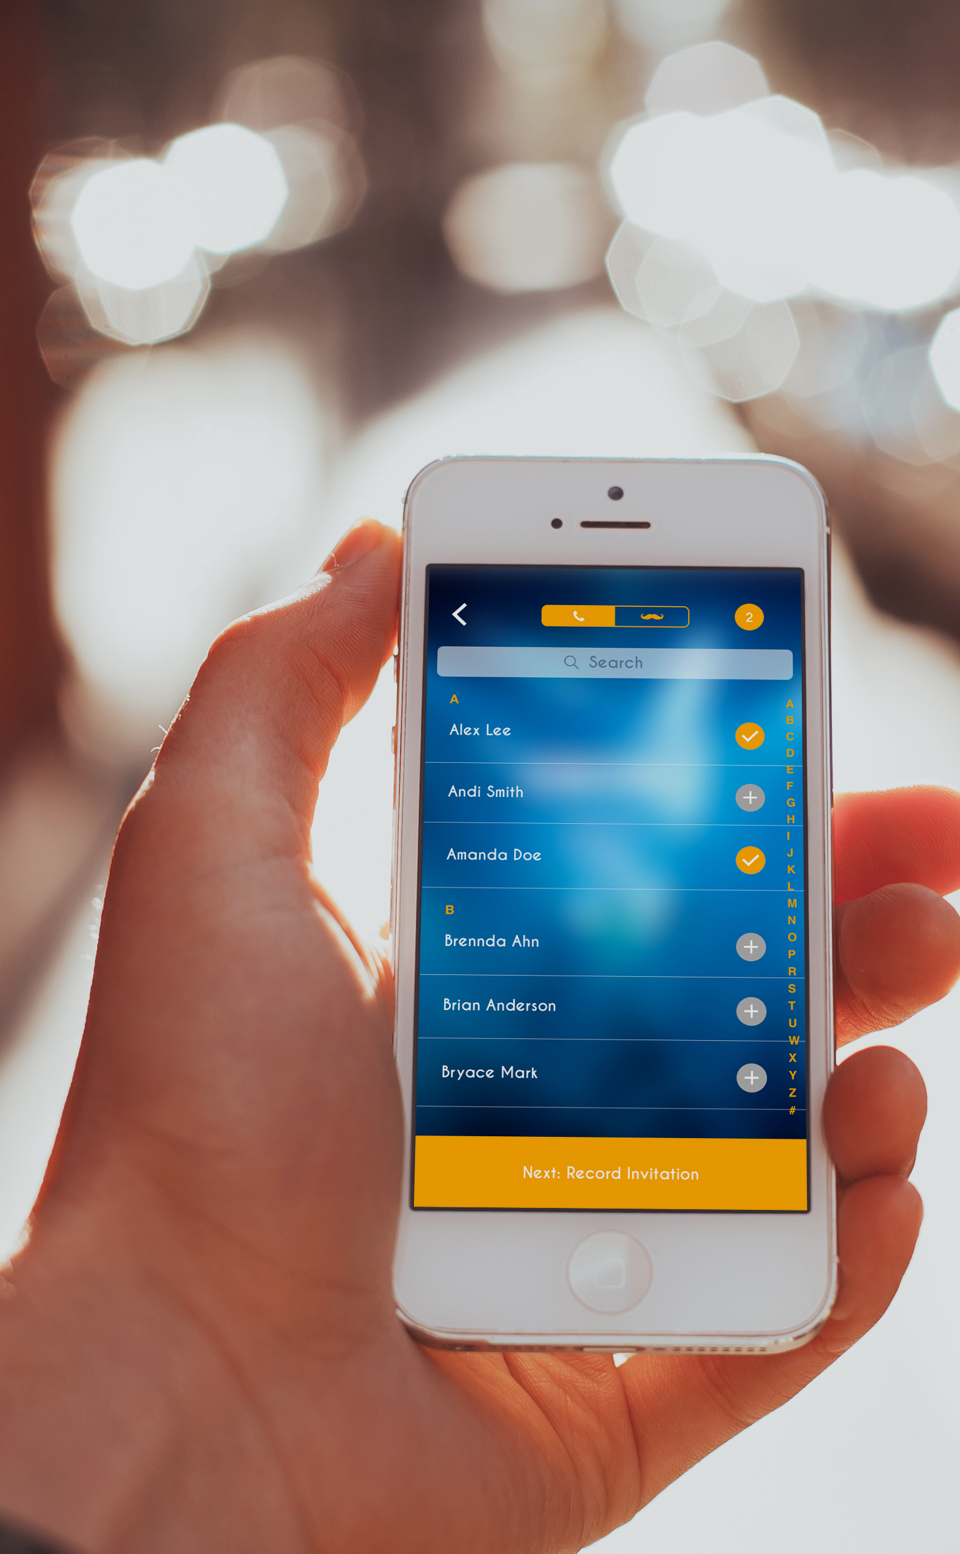 2
Search
A
Alex Lee
Andi Smith
Amanda Doe
B
Brennda Ahn
Brian Anderson
Bryace Mark
A
B
C
D
E
F
G
H
I
J
K
L
M
N
O
P
R
S
T
U
W
X
Y
Z
#
Next: Record Invitation